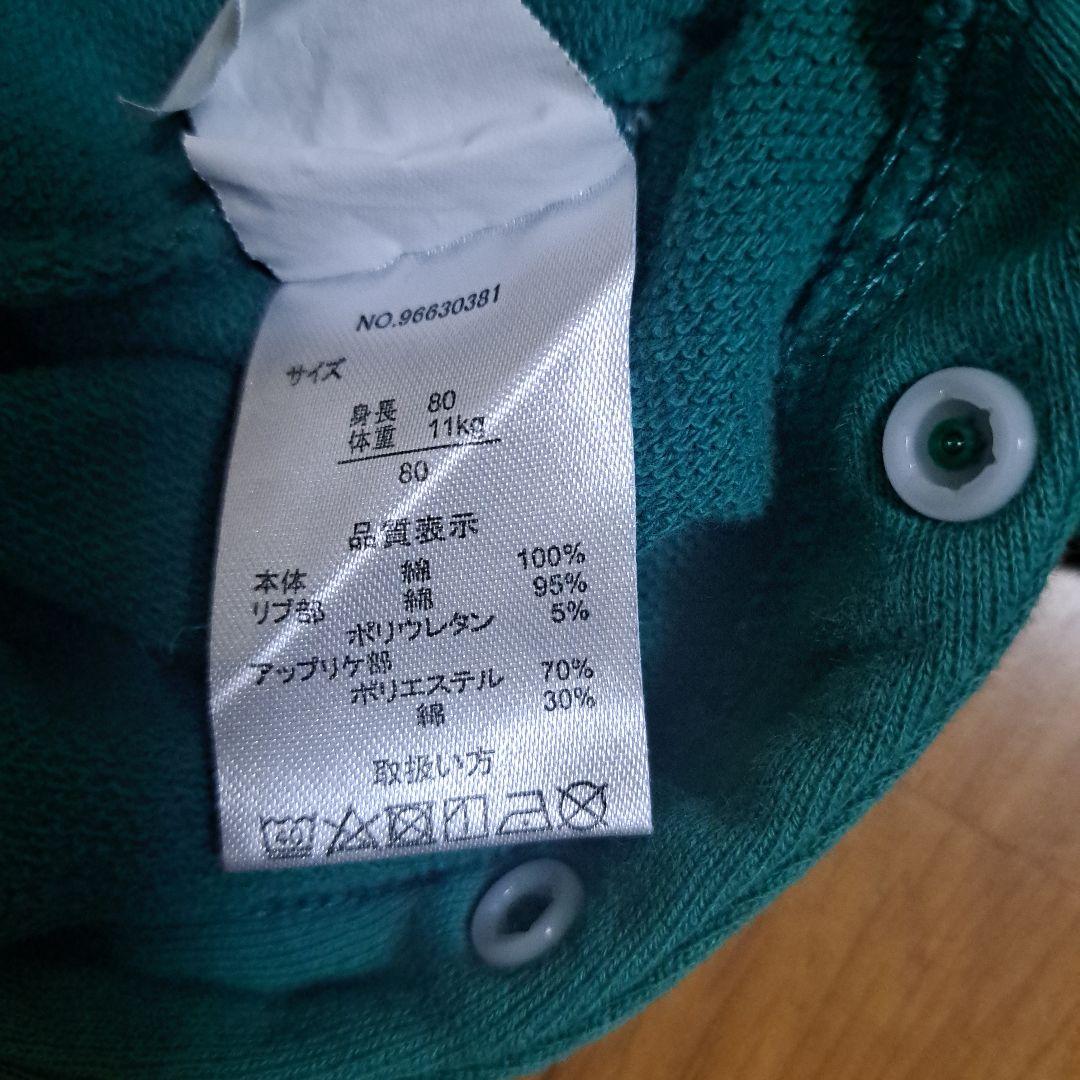 NO.96630381
サイズ
身長 80
体重 11kg
80
品質表示
本体 綿 100%
リブ部 綿 95%
ポリウレタン 5%
アップリケ部
ポリエステル 70%
綿 30%
取扱い方